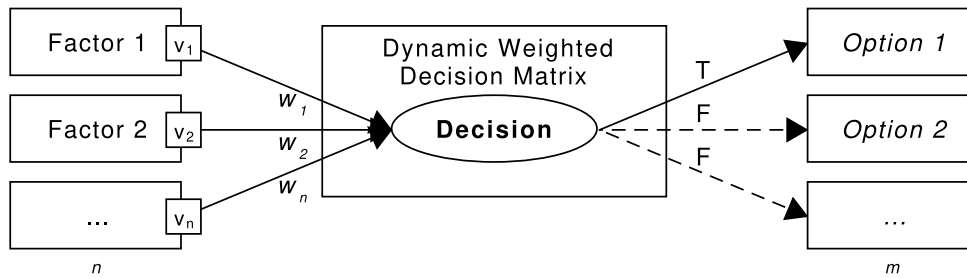 Factor 1
v1
w1
Factor 2
v2
w2
...
vn
wn
n
Dynamic Weighted
Decision Matrix
Decision
T
F
F
Option 1
Option 2
...
m